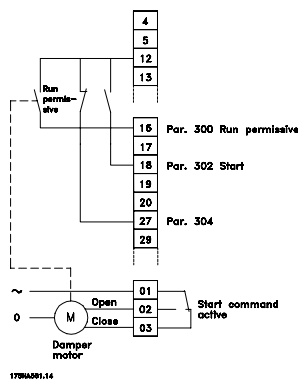 4
5
12
13
Run
permis-
sive
16 Par. 300 Run permissive
17
18 Par. 302 Start
19
20
27 Par. 304
29
~ 01
Open 02 Start command
active
0 M
Close 03
Damper
motor
175HA591.14